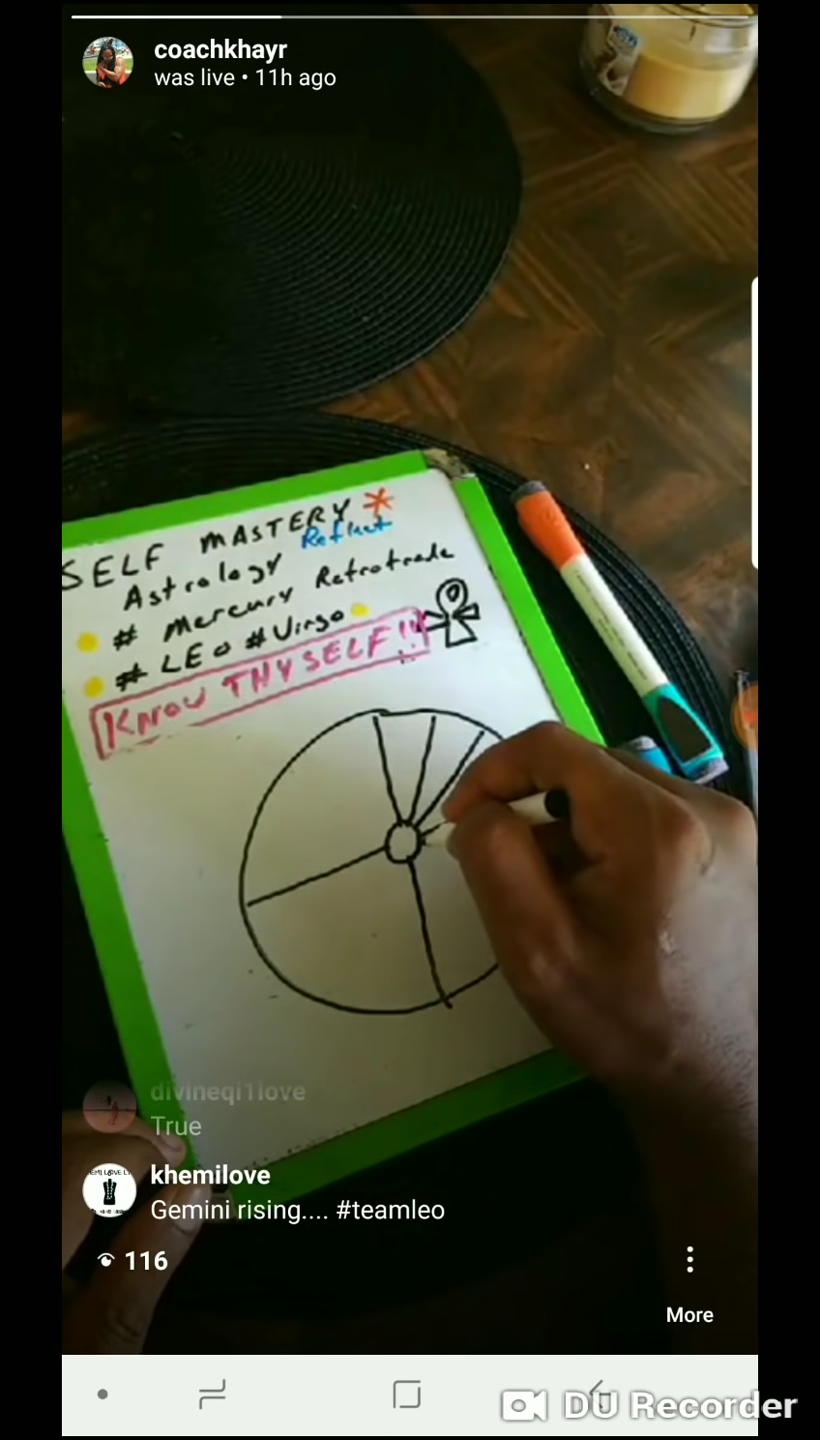 coachkhayr
was live • 11h ago
SELF MASTERY *
Astrology Reflect
# Mercury Retrotrade
# LEO # Virgo
KNOW THYSELF!!
divineqi1love
True
khemilove
Gemini rising.... #teamleo
116
More
DU Recorder